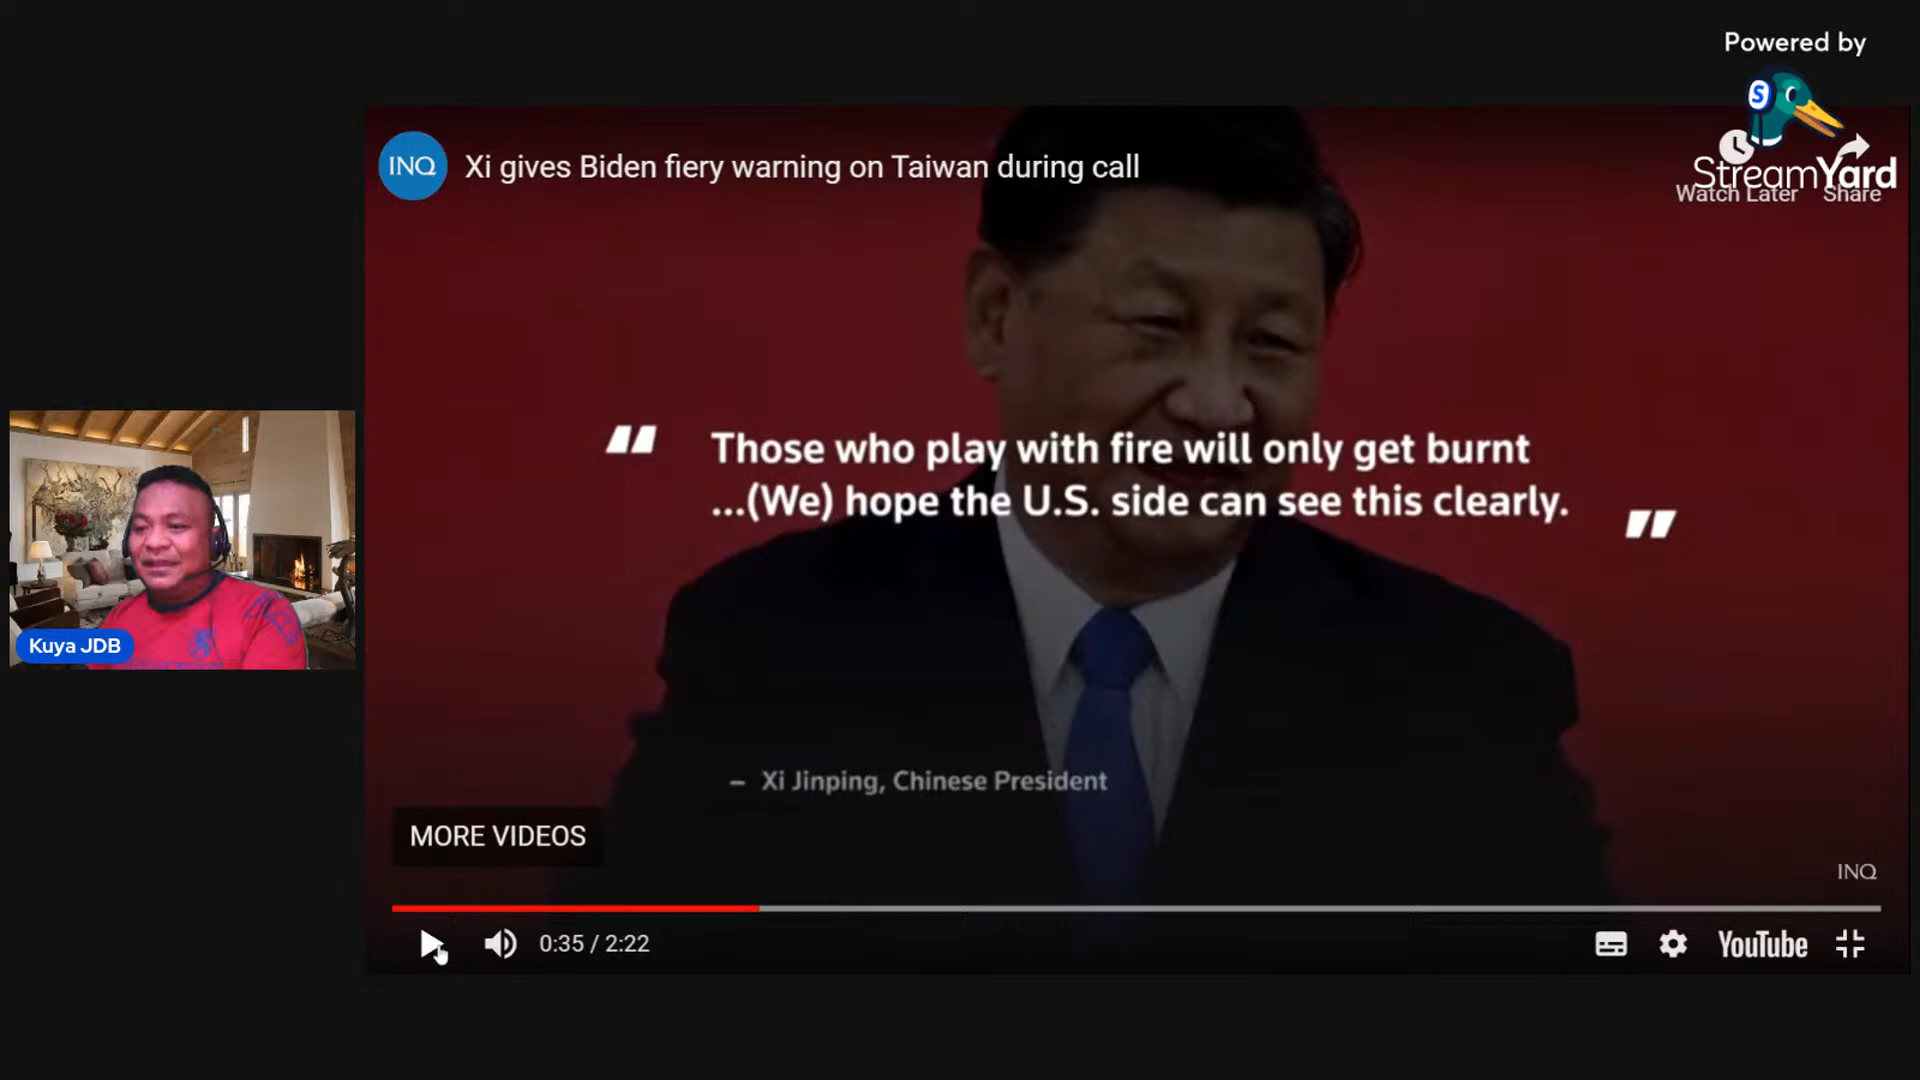 Powered by
S
StreamYard
INQ
Xi gives Biden fiery warning on Taiwan during call
Watch Later
Share
“ Those who play with fire will only get burnt
...(We) hope the U.S. side can see this clearly. ”
Kuya JDB
– Xi Jinping, Chinese President
MORE VIDEOS
INQ
0:35 / 2:22
YouTube